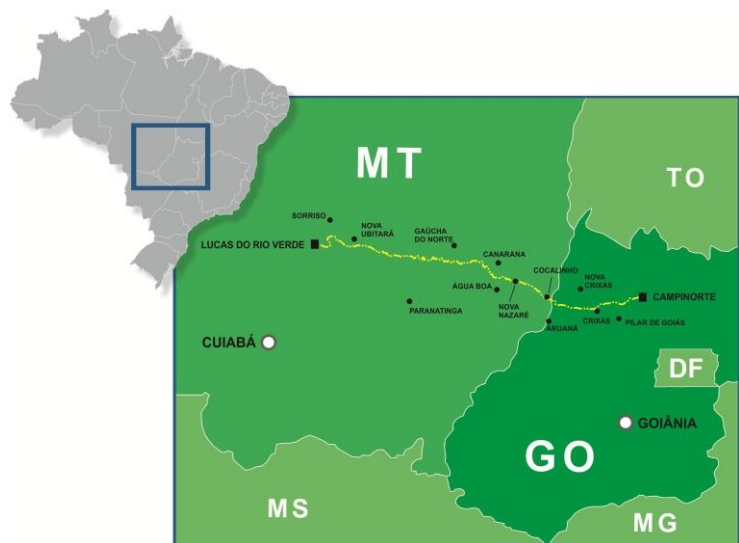 MT
TO
SORRISO
NOVA
UBITARÁ
GAÚCHA
DO NORTE
LUCAS DO RIO VERDE
CANARANA
COCALINHO
NOVA
CRIXÁS
ÁGUA BOA
CAMPINORTE
NOVA
NAZARÉ
PARANATINGA
ARUANÃ
CRIXÁS
PILAR DE GOIÁS
CUIABÁ
DF
GOIÂNIA
GO
MS
MG